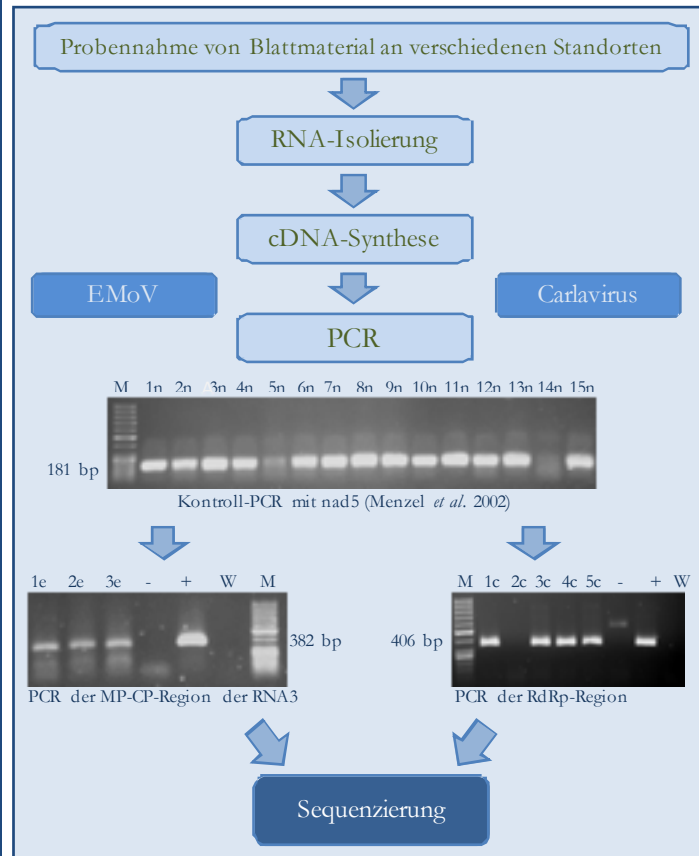 Probennahme von Blattmaterial an verschiedenen Standorten
RNA-Isolierung
cDNA-Synthese
EMoV
Carlavirus
PCR
M 1n 2n 3n 4n 5n 6n 7n 8n 9n 10n 11n 12n 13n 14n 15n
181 bp
Kontroll-PCR mit nad5 (Menzel et al. 2002)
1e 2e 3e - + W M
382 bp
PCR der MP-CP-Region der RNA3
M 1c 2c 3c 4c 5c - + W
406 bp
PCR der RdRp-Region
Sequenzierung